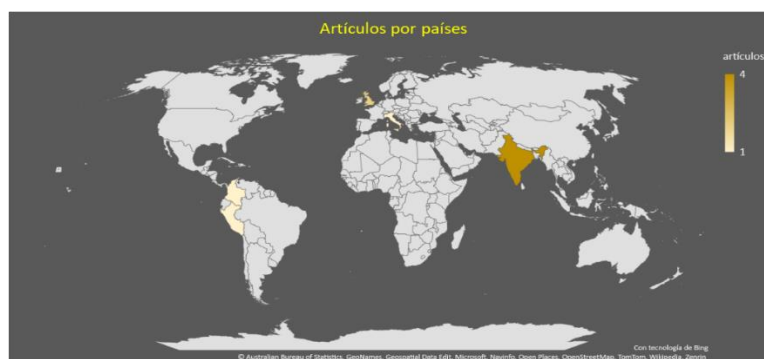 Artículos por países
artículos
4
1
Con tecnología de Bing
© Australian Bureau of Statistics, GeoNames, Geospatial Data Edit, Microsoft, Navinfo, Open Places, OpenStreetMap, TomTom, Wikipedia, Zenrin